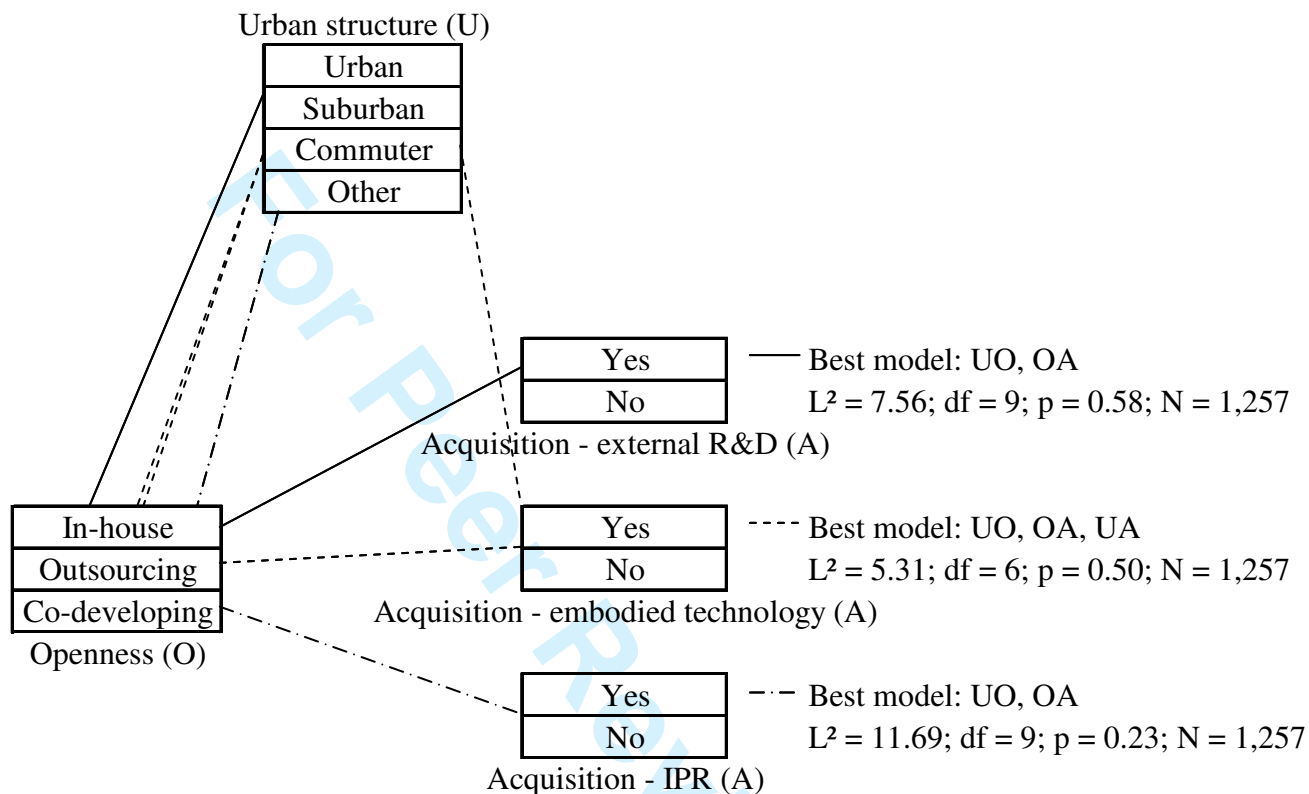 Urban structure (U)
Urban
Suburban
Commuter
Other
Yes
No
Acquisition - external R&D (A)
Best model: UO, OA
L² = 7.56; df = 9; p = 0.58; N = 1,257
In-house
Outsourcing
Co-developing
Openness (O)
Yes
No
Acquisition - embodied technology (A)
Best model: UO, OA, UA
L² = 5.31; df = 6; p = 0.50; N = 1,257
Yes
No
Acquisition - IPR (A)
Best model: UO, OA
L² = 11.69; df = 9; p = 0.23; N = 1,257
For Peer Rev